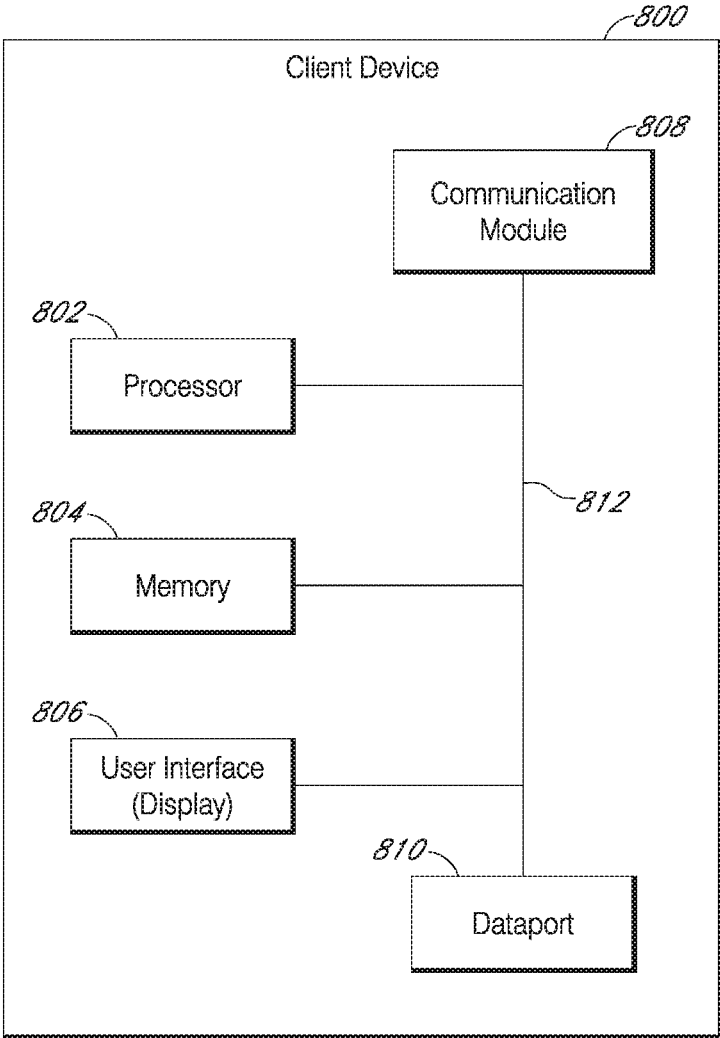 800
Client Device
808
Communication
Module
802
Processor
812
804
Memory
806
User Interface
(Display)
810
Dataport